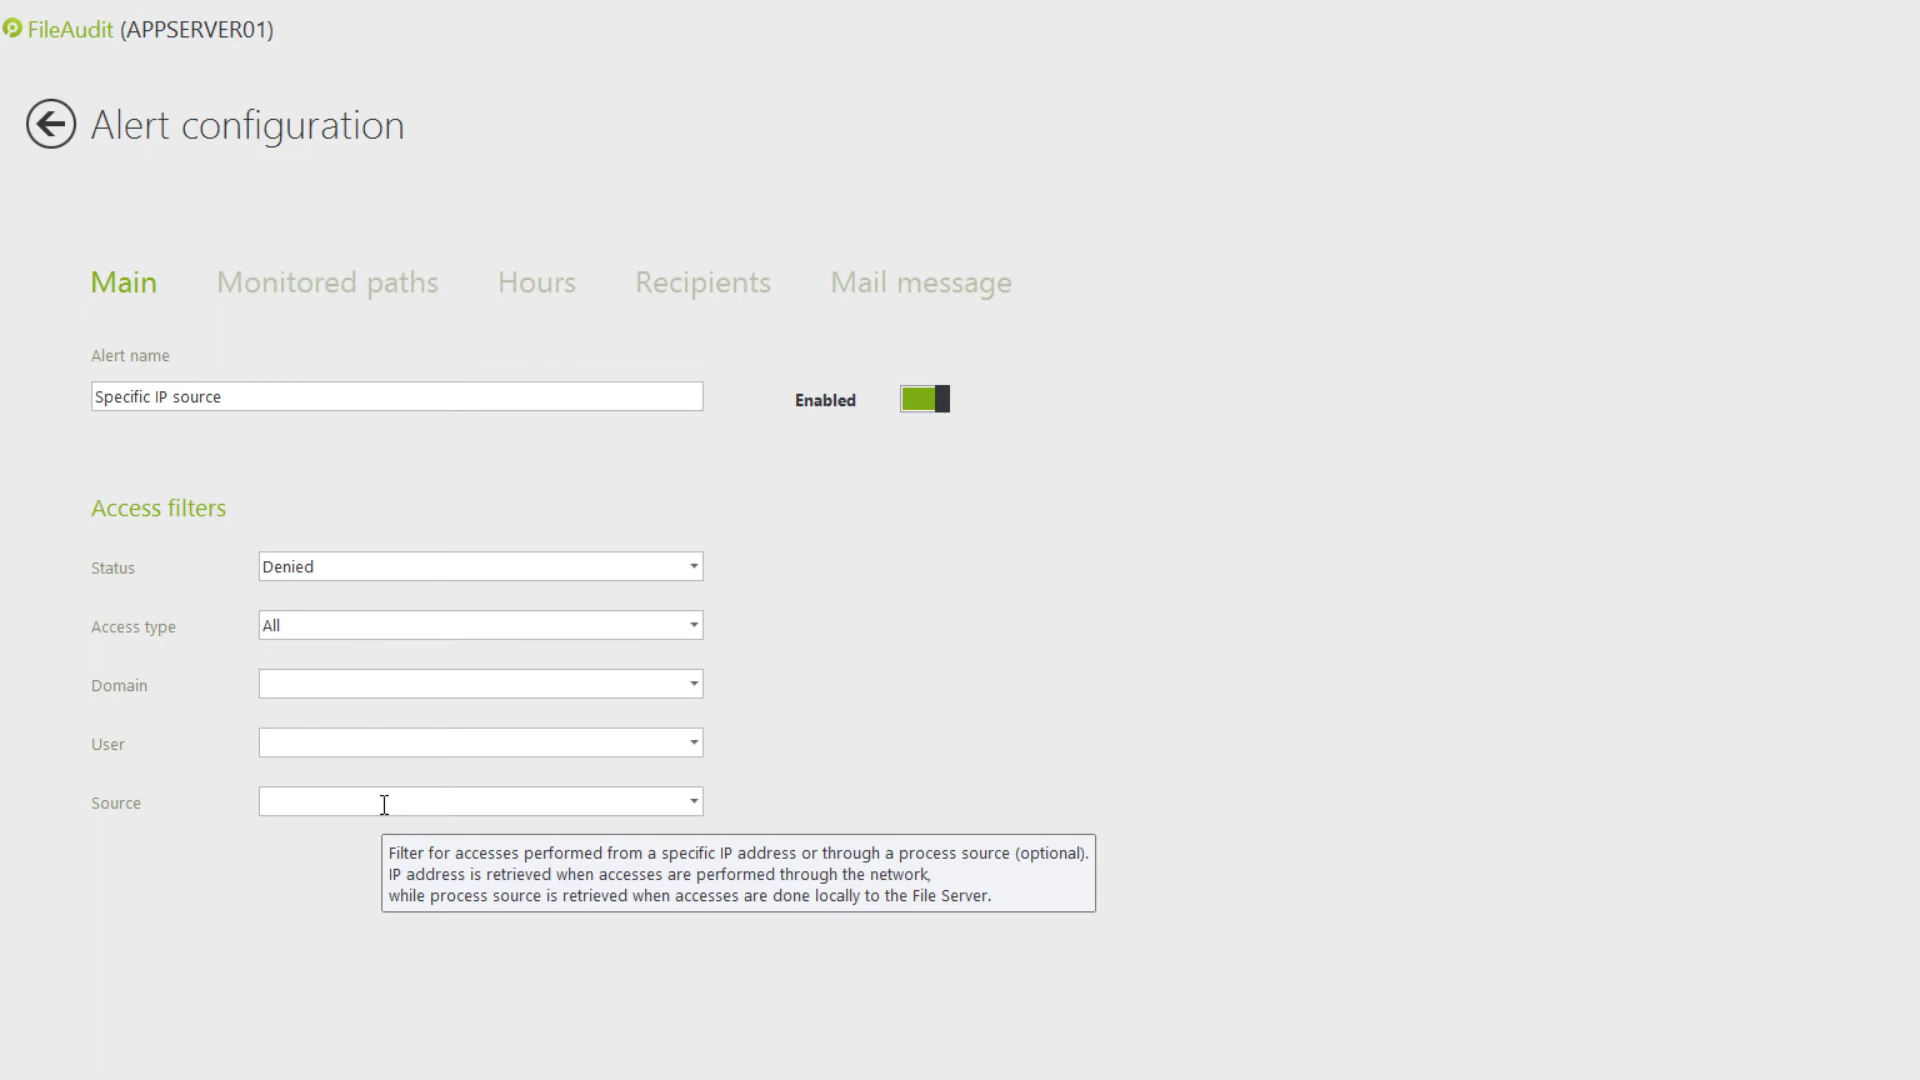 FileAudit (APPSERVER01)
Alert configuration
Main Monitored paths Hours Recipients Mail message
Alert name
Specific IP source
Enabled
Access filters
Status Denied
Access type All
Domain
User
Source
Filter for accesses performed from a specific IP address or through a process source (optional).
IP address is retrieved when accesses are performed through the network,
while process source is retrieved when accesses are done locally to the File Server.